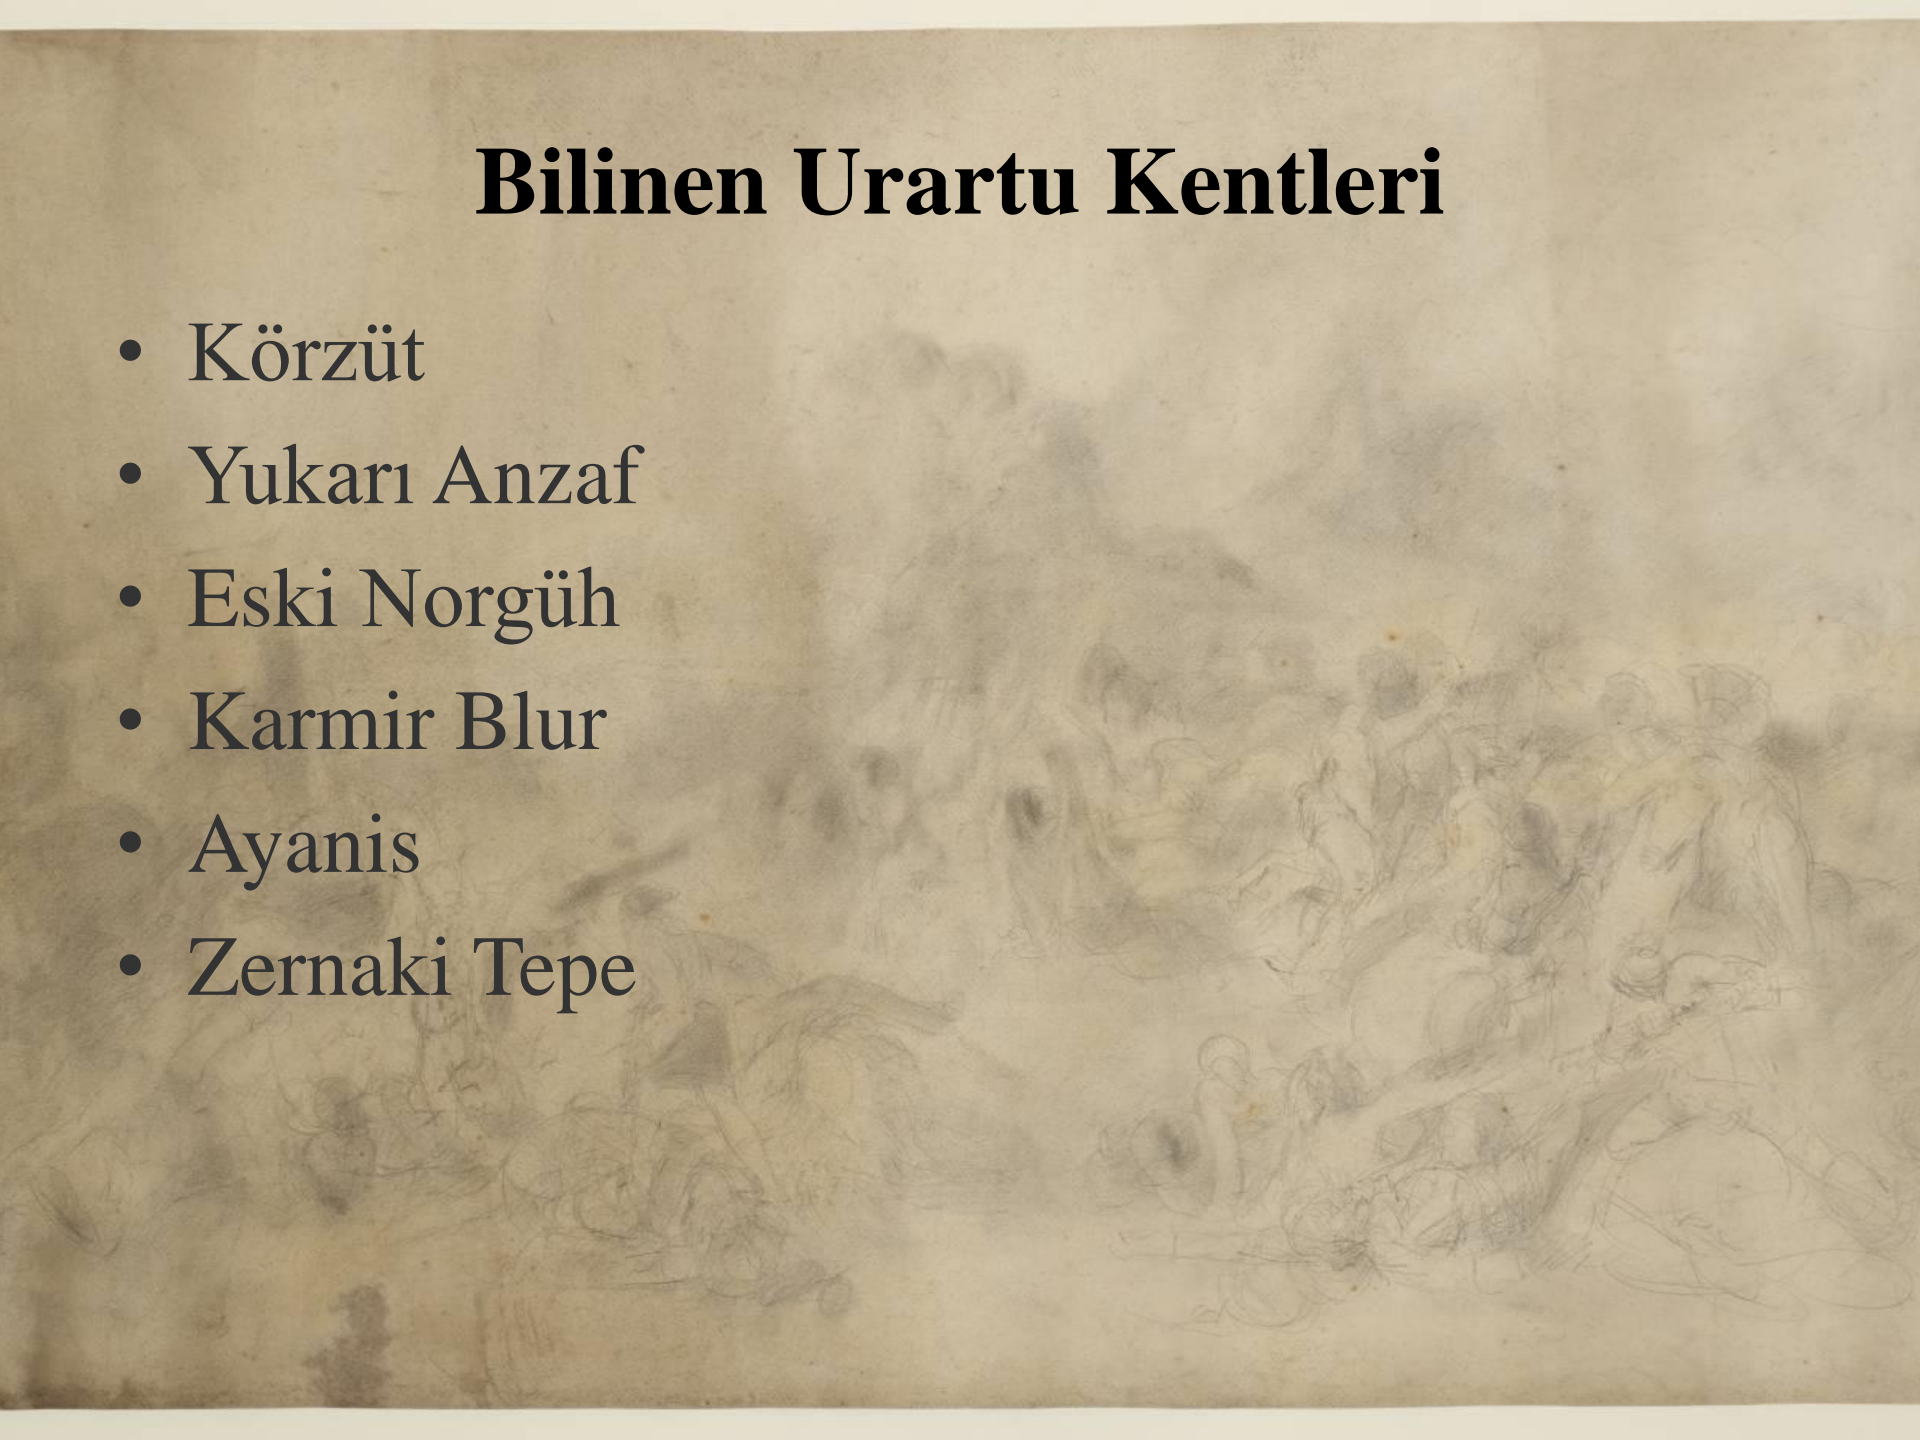 Bilinen Urartu Kentleri
• Körzüt
• Yukarı Anzaf
• Eski Norgüh
• Karmir Blur
• Ayanis
• Zernaki Tepe